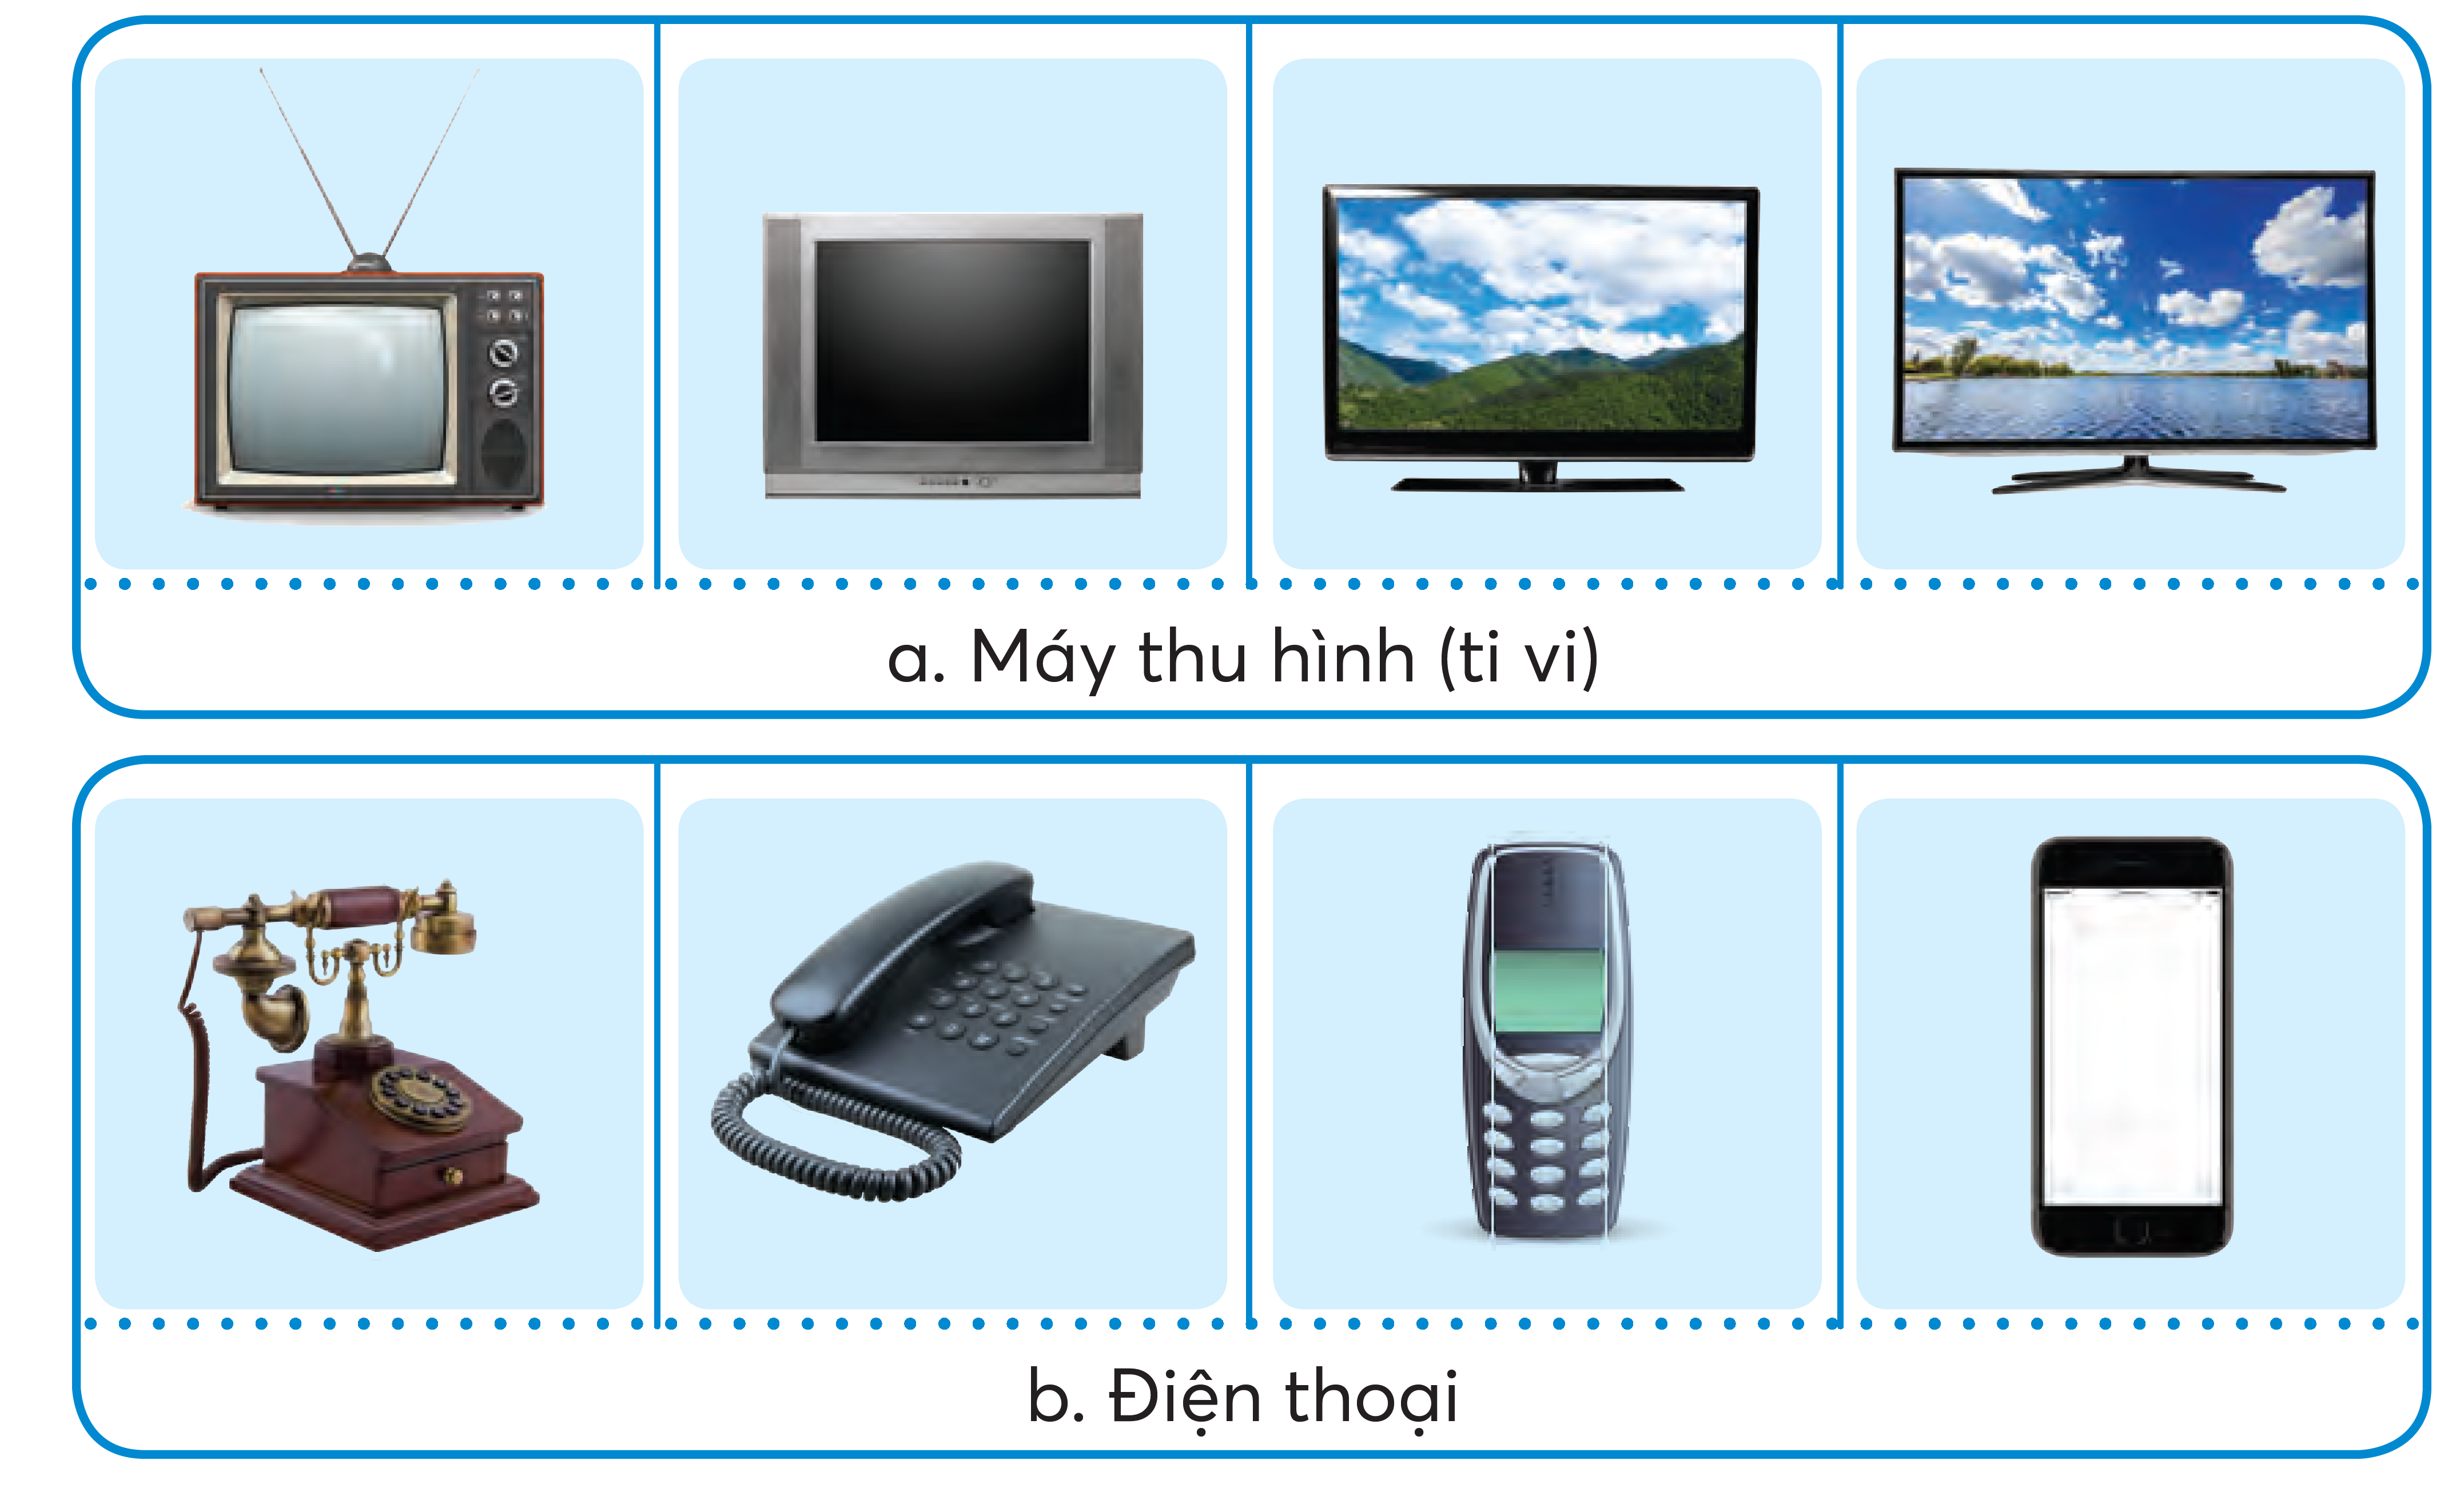 a. Máy thu hình (ti vi)
b. Điện thoại